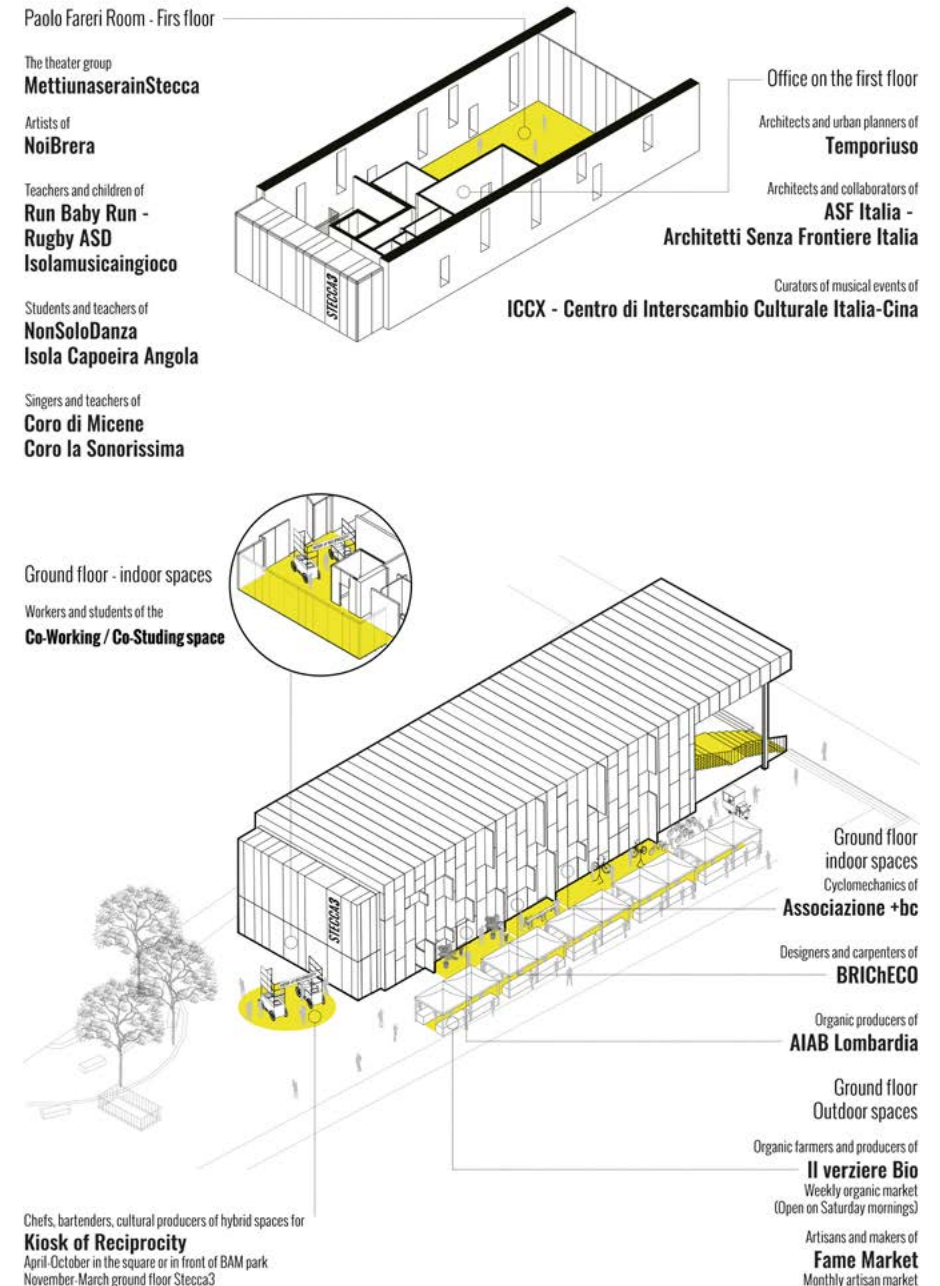 Paolo Fareri Room - Firs floor
The theater group
MettiunaserainStecca
Artists of
NoiBrera
Teachers and children of
Run Baby Run -
Rugby ASD
Isolamusicaingioco
Students and teachers of
NonSoloDanza
Isola Capoeira Angola
Singers and teachers of
Coro di Micene
Coro la Sonorissima
Office on the first floor
Architects and urban planners of
Temporiuso
Architects and collaborators of
ASF Italia -
Architetti Senza Frontiere Italia
Curators of musical events of
ICCX - Centro di Interscambio Culturale Italia-Cina
STECCA3
Ground floor - indoor spaces
Workers and students of the
Co-Working / Co-Studing space
STECCA3
Ground floor
indoor spaces
Cyclomechanics of
Associazione +bc
Designers and carpenters of
BRIChECO
Organic producers of
AIAB Lombardia
Ground floor
Outdoor spaces
Organic farmers and producers of
Il verziere Bio
Weekly organic market
(Open on Saturday mornings)
Artisans and makers of
Fame Market
Monthly artisan market
Chefs, bartenders, cultural producers of hybrid spaces for
Kiosk of Reciprocity
April-October in the square or in front of BAM park
November-March ground floor Stecca3